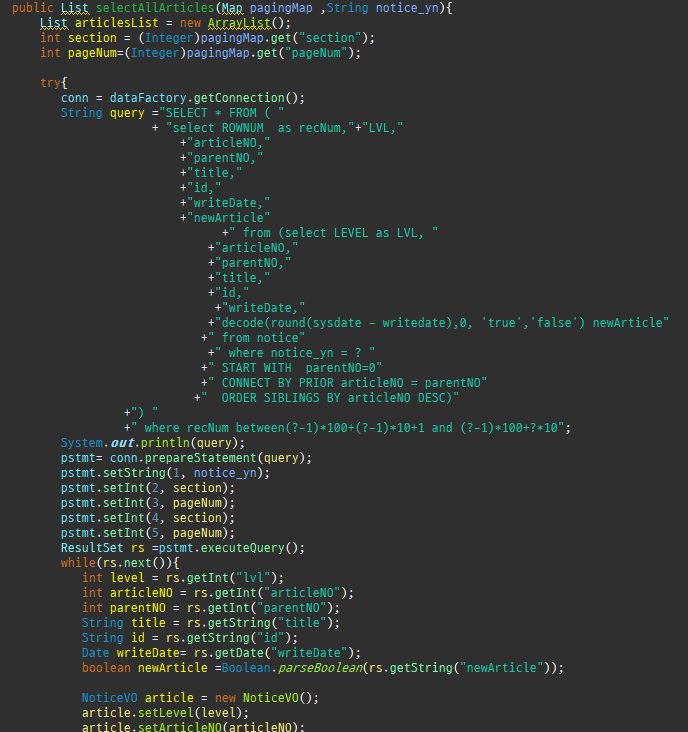 public List selectAllArticles(Map pagingMap ,String notice_yn){
List articlesList = new ArrayList();
int section = (Integer)pagingMap.get("section");
int pageNum=(Integer)pagingMap.get("pageNum");
try{
conn = dataFactory.getConnection();
String query ="SELECT * FROM ( "
+ "select ROWNUM  as recNum,"+"LVL,"
+"articleNO,"
+"parentNO,"
+"title,"
+"id,"
+"writeDate,"
+"newArticle"
+" from (select LEVEL as LVL, "
+"articleNO,"
+"parentNO,"
+"title,"
+"id,"
+"writeDate,"
+"decode(round(sysdate - writedate),0, 'true','false') newArticle"
+" from notice"
+" where notice_yn = ? "
+" START WITH  parentNO=0"
+" CONNECT BY PRIOR articleNO = parentNO"
+"  ORDER SIBLINGS BY articleNO DESC)"
+") "
+" where recNum between(?-1)*100+(?-1)*10+1 and (?-1)*100+?*10";
System.out.println(query);
pstmt= conn.prepareStatement(query);
pstmt.setString(1, notice_yn);
pstmt.setInt(2, section);
pstmt.setInt(3, pageNum);
pstmt.setInt(4, section);
pstmt.setInt(5, pageNum);
ResultSet rs =pstmt.executeQuery();
while(rs.next()){
int level = rs.getInt("lvl");
int articleNO = rs.getInt("articleNO");
int parentNO = rs.getInt("parentNO");
String title = rs.getString("title");
String id = rs.getString("id");
Date writeDate= rs.getDate("writeDate");
boolean newArticle =Boolean.parseBoolean(rs.getString("newArticle"));
NoticeVO article = new NoticeVO();
article.setLevel(level);
article.setArticleNO(articleNO);